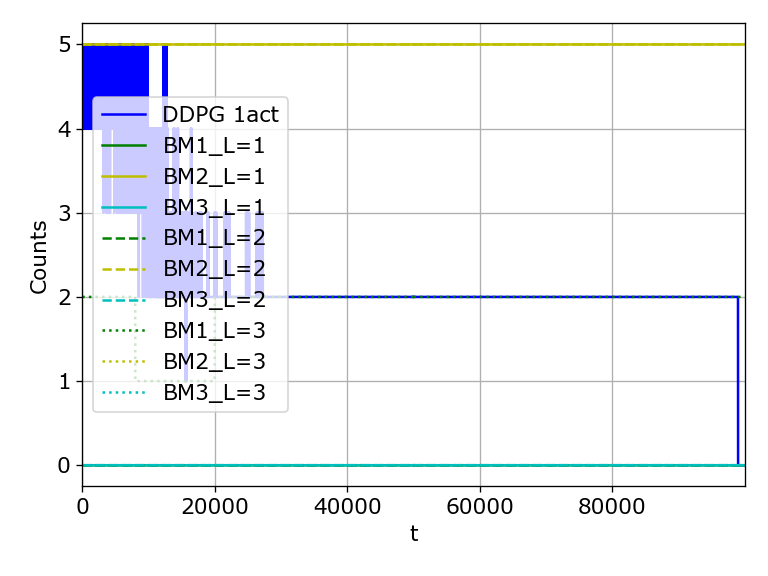 5
4
3
2
1
0
Counts
DDPG 1act
BM1_L=1
BM2_L=1
BM3_L=1
BM1_L=2
BM2_L=2
BM3_L=2
BM1_L=3
BM2_L=3
BM3_L=3
0 20000 40000 60000 80000
t